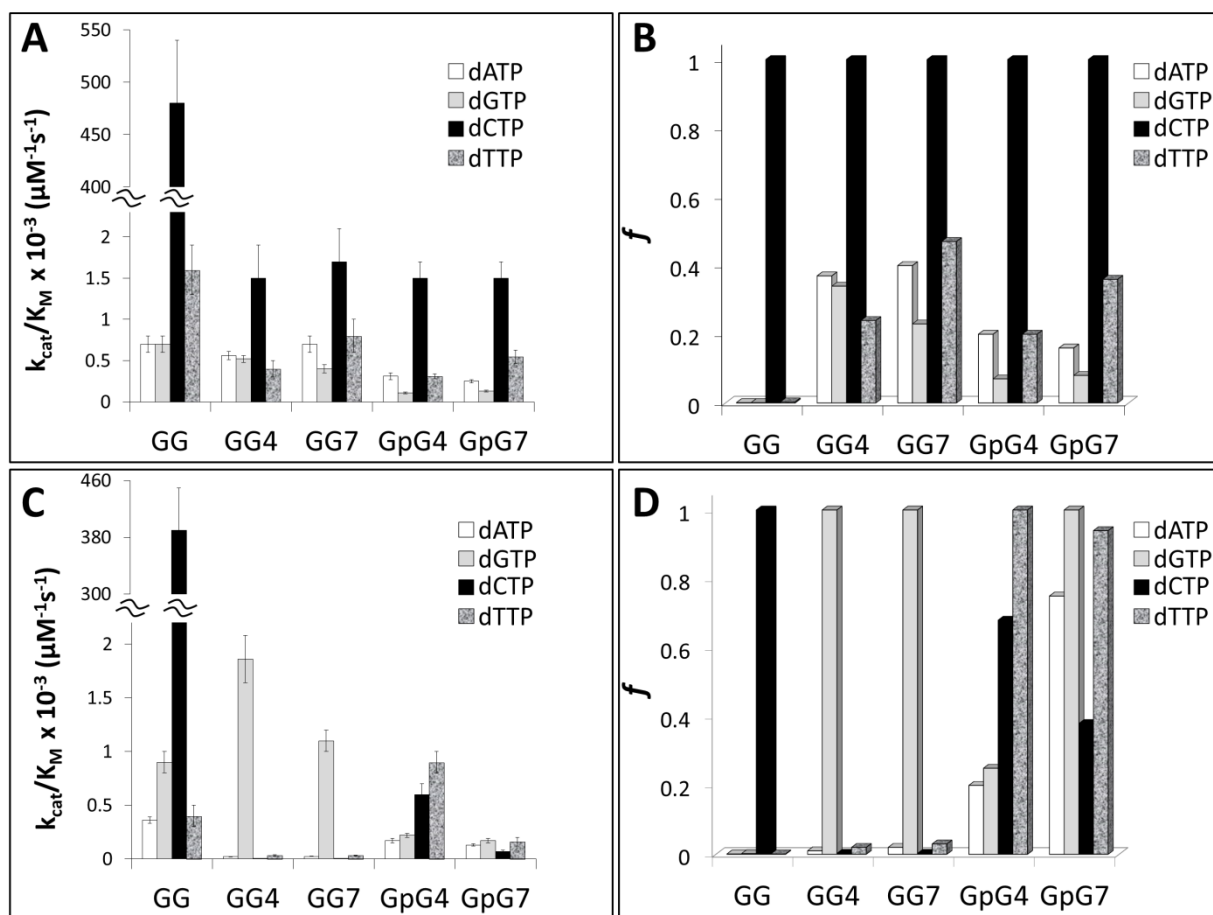 A
550
500
450
400
2
1.5
1
0.5
0
k_cat/K_M x 10^-3 (μM^-1s^-1)
dATP
dGTP
dCTP
dTTP
GG GG4 GG7 GpG4 GpG7
B
1
0.8
0.6
0.4
0.2
0
f
dATP
dGTP
dCTP
dTTP
GG GG4 GG7 GpG4 GpG7
C
460
380
300
2
1.5
1
0.5
0
k_cat/K_M x 10^-3 (μM^-1s^-1)
dATP
dGTP
dCTP
dTTP
GG GG4 GG7 GpG4 GpG7
D
1
0.8
0.6
0.4
0.2
0
f
dATP
dGTP
dCTP
dTTP
GG GG4 GG7 GpG4 GpG7